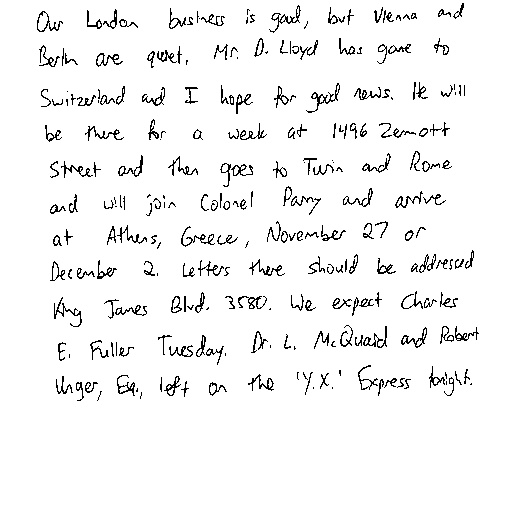 Our London business is good, but Vienna and
Berlin are quiet. Mr. D. Lloyd has gone to
Switzerland and I hope for good news. He will
be there for a week at 1496 Zermott
Street and then goes to Turin and Rome
and will join Colonel Parry and arrive
at Athens, Greece, November 27 or
December 2. Letters there should be addressed
King James Blvd. 3580. We expect Charles
E. Fuller Tuesday. Dr. L. McQuaid and Robert
Unger, Esq., left on the 'Y.X.' Express tonight.